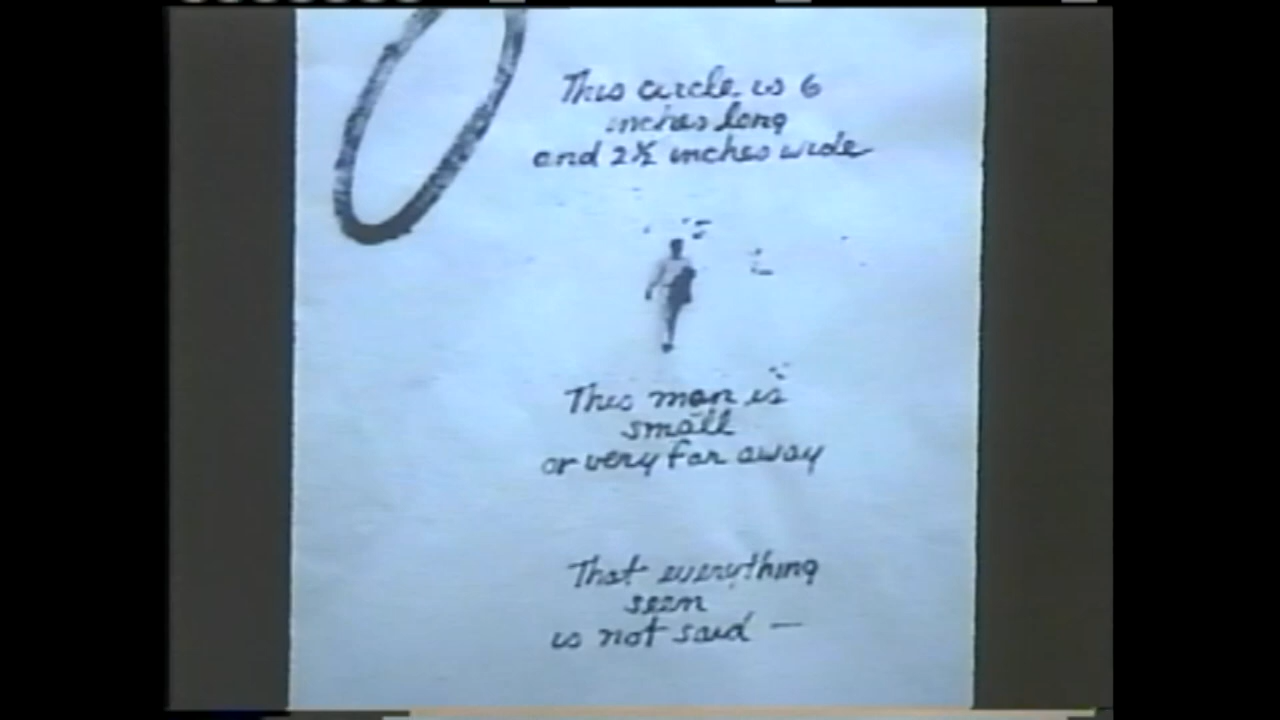 This circle is 6
inches long
and 2½ inches wide
This man is
small
or very far away
That everything
seen
is not said —